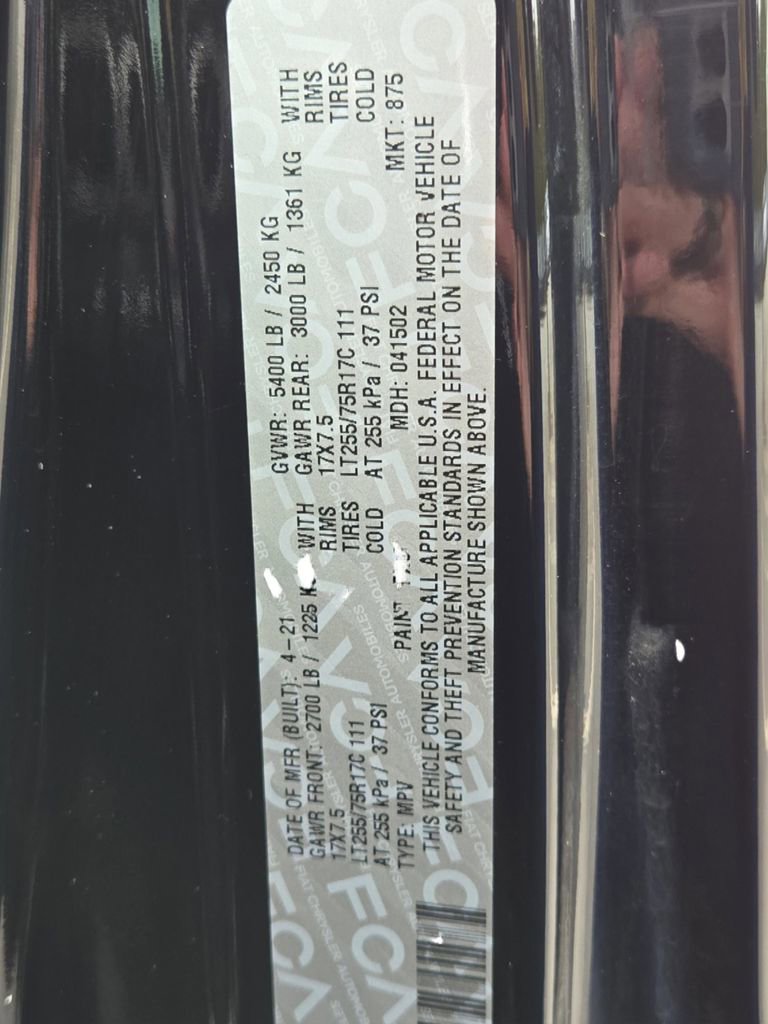 DATE OF MFR (BUILT): 4-21 GVWR: 5400 LB / 2450 KG
GAWR FRONT: 2700 LB / 1225 WITH GAWR REAR: 3000 LB / 1361 KG WITH
17X7.5 RIMS 17X7.5 RIMS
LT255/75R17C 111 TIRES LT255/75R17C 111 TIRES
AT 255 kPa / 37 PSI COLD AT 255 kPa / 37 PSI COLD
TYPE: MPV MDH: 041502 MKT: 875
THIS VEHICLE CONFORMS TO ALL APPLICABLE U.S.A. FEDERAL MOTOR VEHICLE
SAFETY AND THEFT PREVENTION STANDARDS IN EFFECT ON THE DATE OF
MANUFACTURE SHOWN ABOVE.